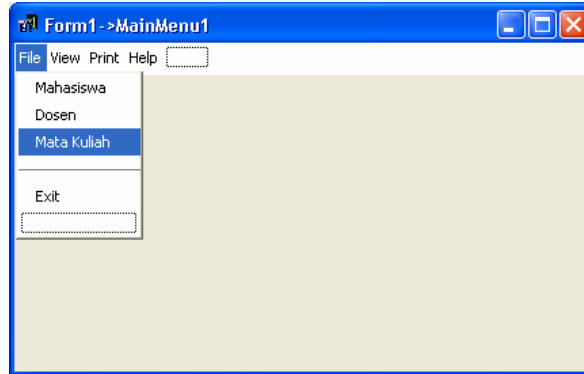 Form1->MainMenu1
File View Print Help
Mahasiswa
Dosen
Mata Kuliah
Exit